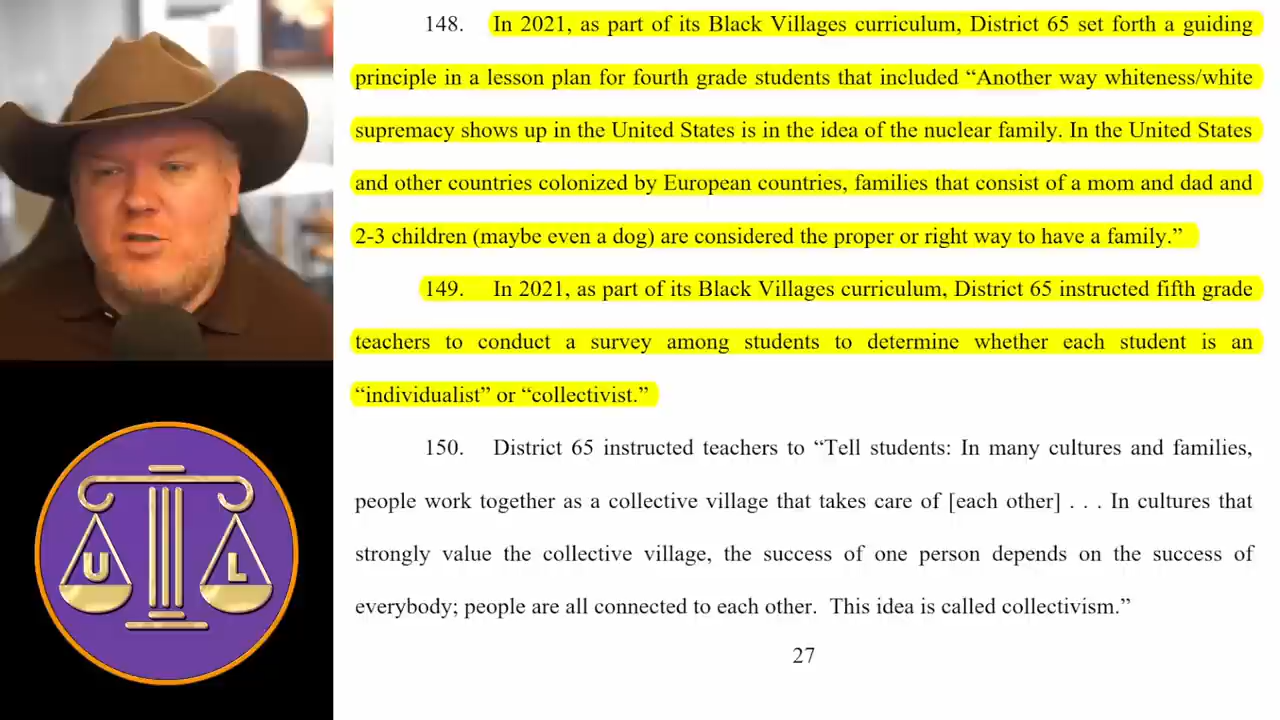 148. In 2021, as part of its Black Villages curriculum, District 65 set forth a guiding
principle in a lesson plan for fourth grade students that included “Another way whiteness/white
supremacy shows up in the United States is in the idea of the nuclear family. In the United States
and other countries colonized by European countries, families that consist of a mom and dad and
2-3 children (maybe even a dog) are considered the proper or right way to have a family.”
149. In 2021, as part of its Black Villages curriculum, District 65 instructed fifth grade
teachers to conduct a survey among students to determine whether each student is an
“individualist” or “collectivist.”
150. District 65 instructed teachers to “Tell students: In many cultures and families,
people work together as a collective village that takes care of [each other] . . . In cultures that
strongly value the collective village, the success of one person depends on the success of
everybody; people are all connected to each other. This idea is called collectivism.”
27
U L